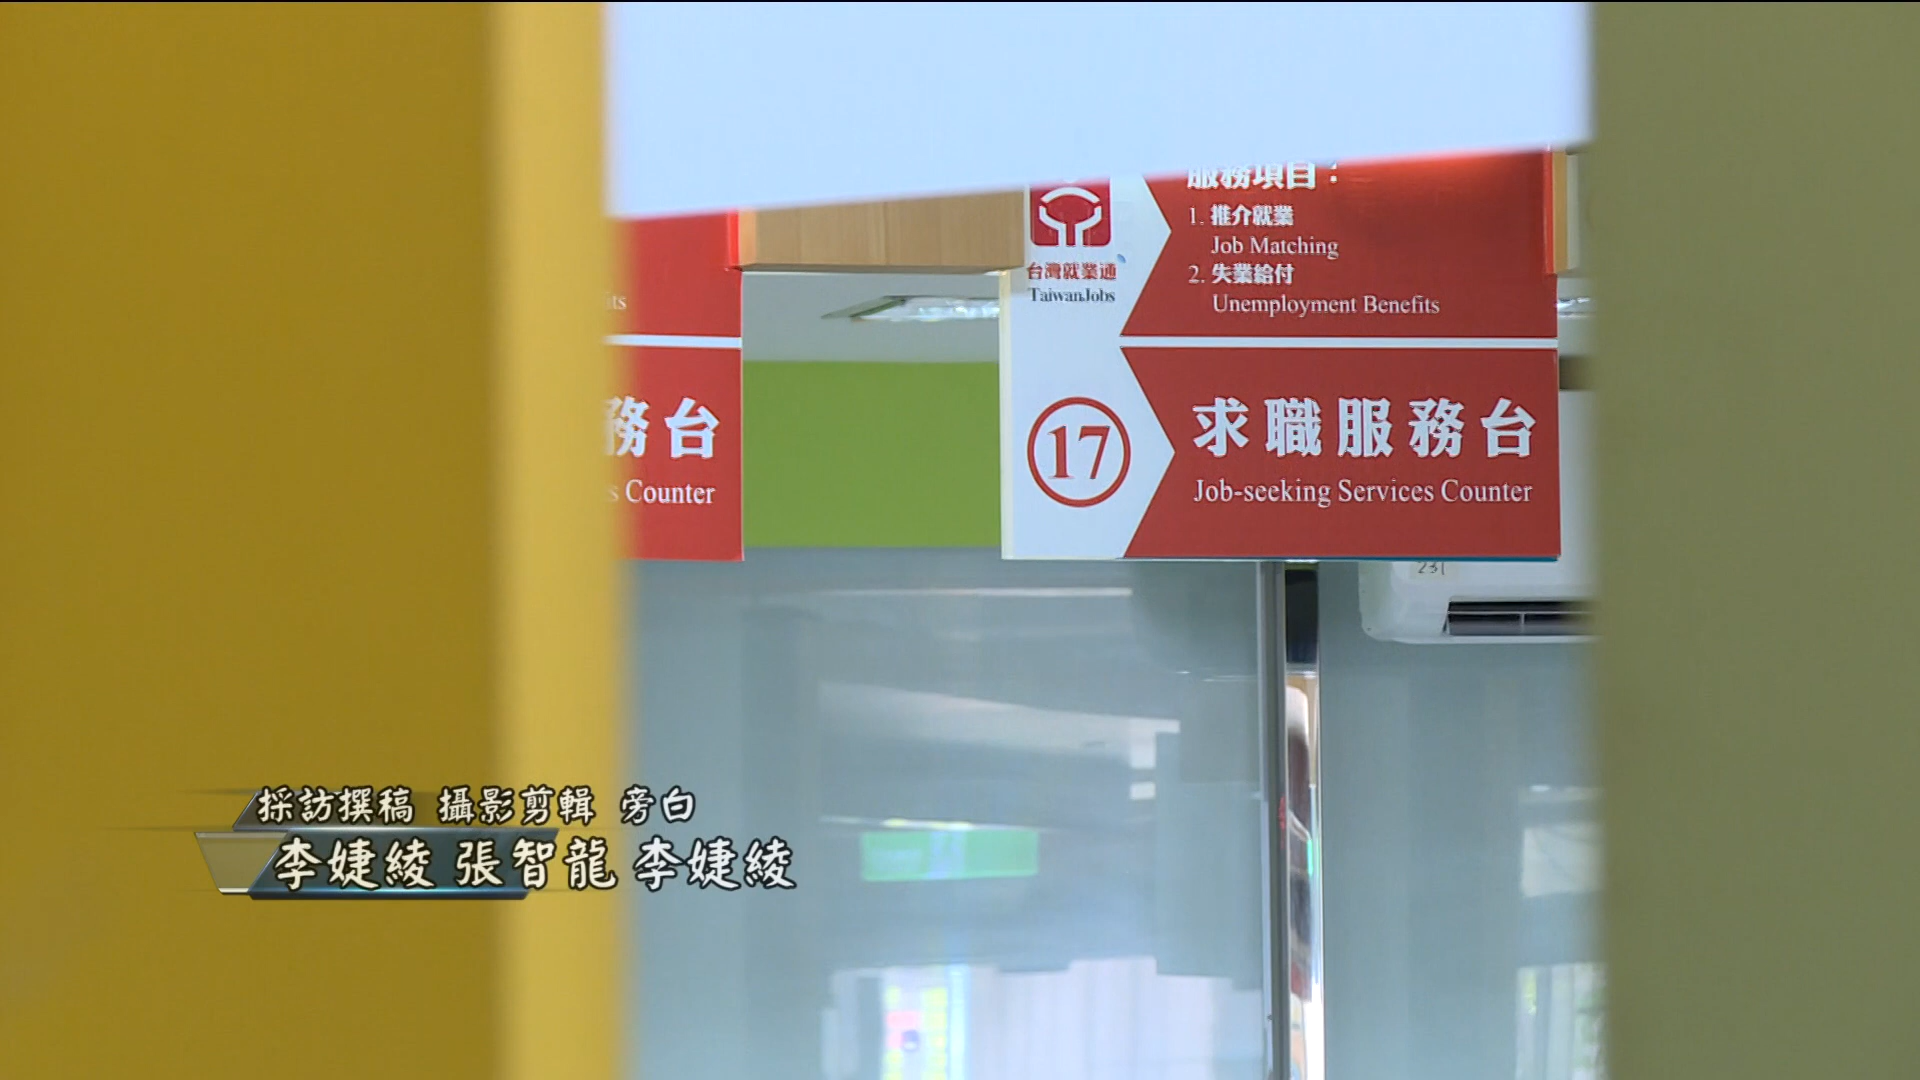 服務項目：
1. 推介就業
Job Matching
2. 失業給付
Unemployment Benefits
台灣就業通
TaiwanJobs
its
務台
s Counter
17
求職服務台
Job-seeking Services Counter
231
採訪撰稿 攝影剪輯 旁白
李婕綾 張智龍 李婕綾